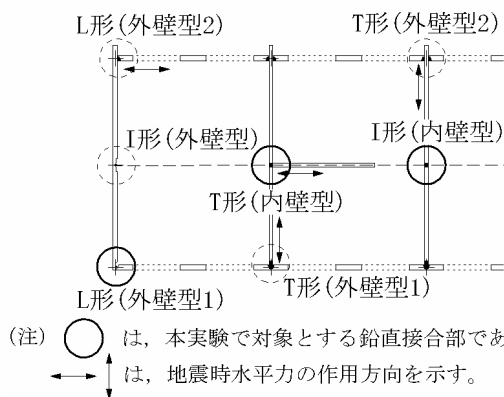 L形(外壁型2)
T形(外壁型2)
I形(外壁型)
I形(内壁型)
T形(内壁型)
L形(外壁型1)
T形(外壁型1)
(注) は，本実験で対象とする鉛直接合部であ
は，地震時水平力の作用方向を示す。